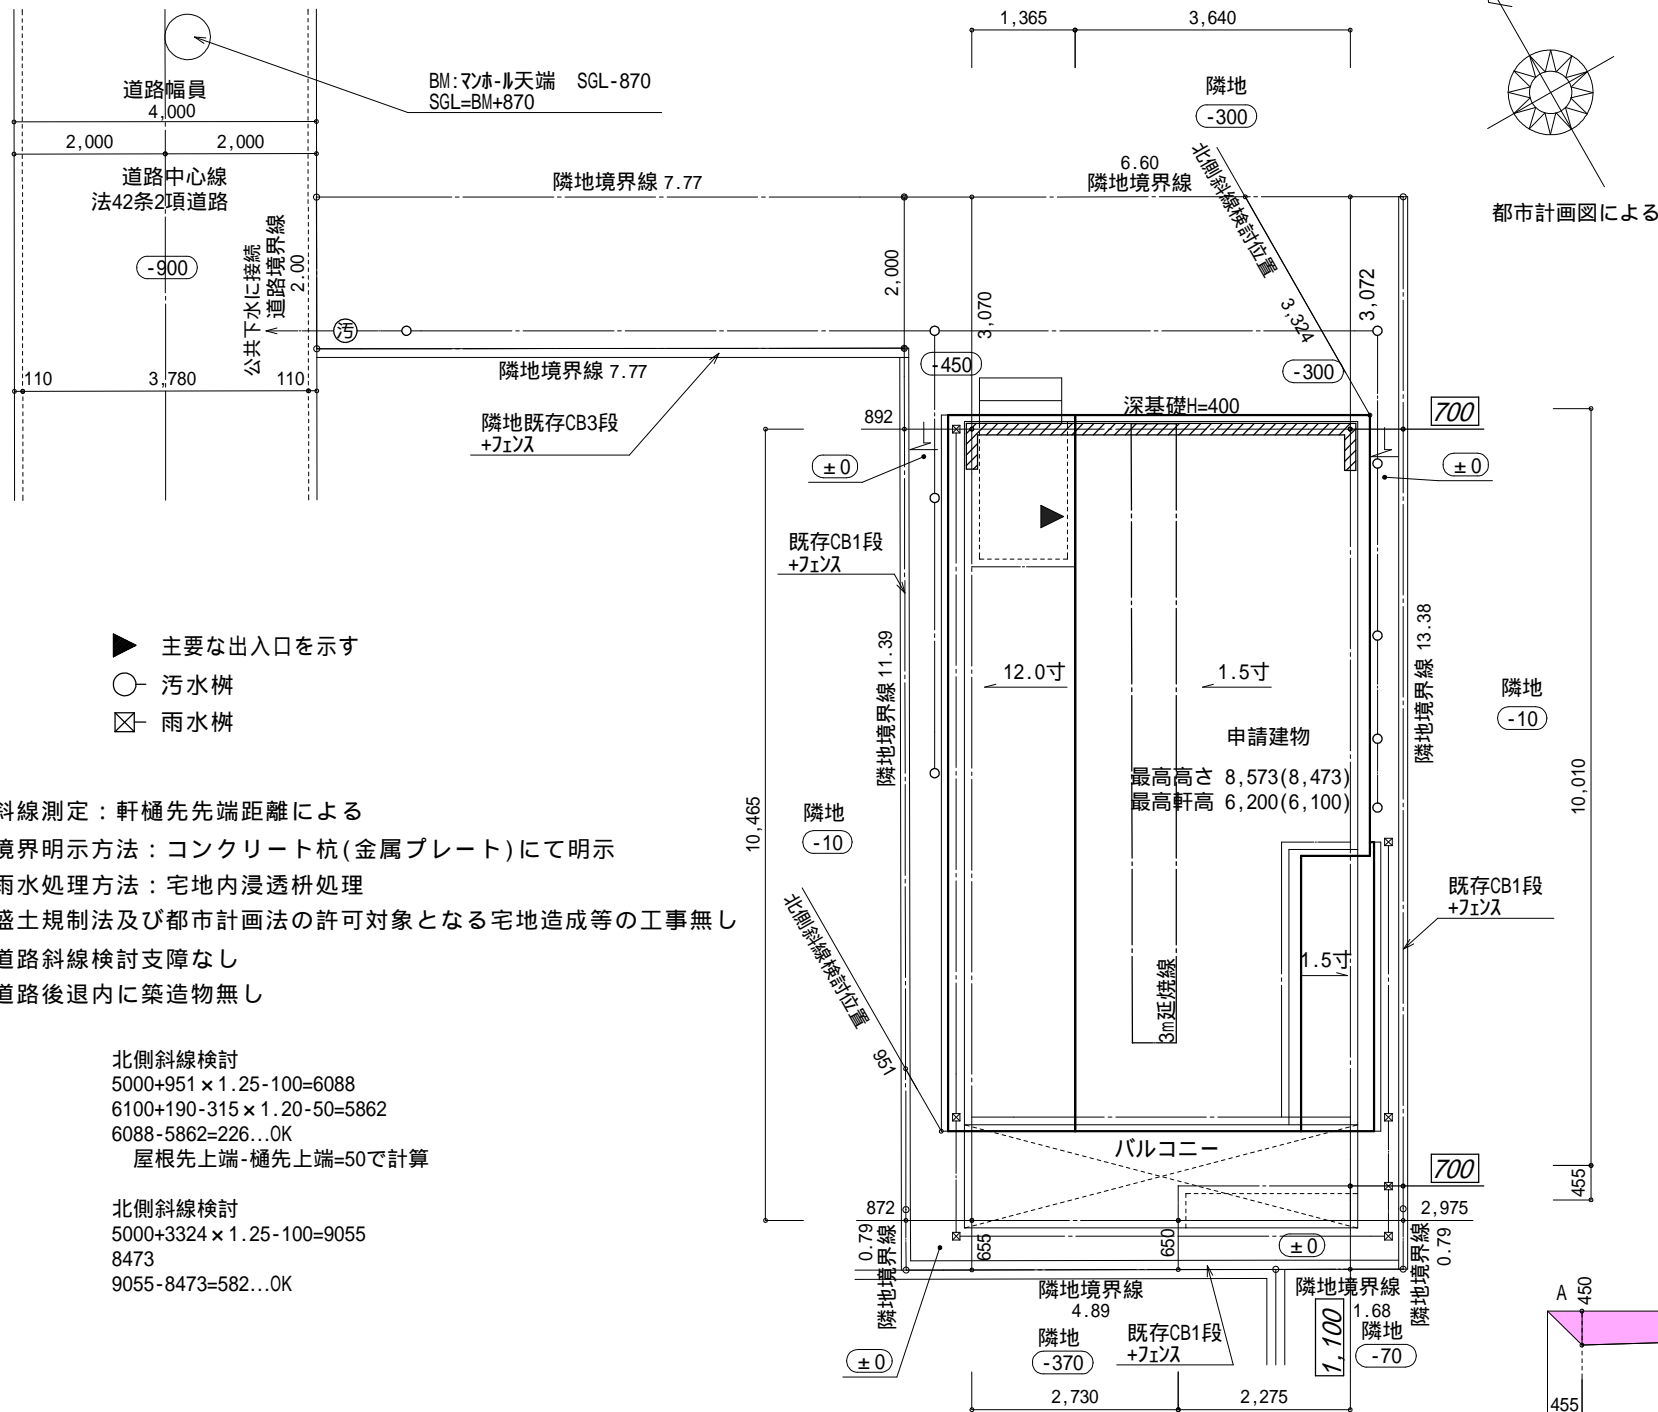 1,365
3,640
BM:マンホール天端 SGL-870
SGL=BM+870
道路幅員
4,000
2,000
2,000
道路中心線
法42条2項道路
-900
公共下水に接続
道路境界線
2.00
110
3,780
110
隣地境界線 7.77
6.60
隣地境界線
隣地
-300
北側斜線検討位置
3,324
都市計画図による
2,000
3,070
3,072
汚
-450
-300
隣地境界線 7.77
隣地既存CB3段
+フェンス
深基礎H=400
892
700
±0
±0
既存CB1段
+フェンス
隣地境界線 11.39
隣地境界線 13.38
12.0寸
1.5寸
申請建物
最高高さ 8,573(8,473)
最高軒高 6,200(6,100)
隣地
-10
10,010
10,465
隣地
-10
既存CB1段
+フェンス
1.5寸
3m延焼線
北側斜線検討位置
951
バルコニー
700
455
872
2,975
0.79
隣地境界線
655
650
±0
隣地境界線
0.79
隣地境界線
4.89
隣地境界線
1.68
隣地
-370
既存CB1段
+フェンス
1,100
隣地
-70
±0
2,730
2,275
A
450
455
主要な出入口を示す
汚水桝
雨水桝
斜線測定：軒樋先先端距離による
境界明示方法：コンクリート杭(金属プレート)にて明示
雨水処理方法：宅地内浸透枡処理
盛土規制法及び都市計画法の許可対象となる宅地造成等の工事無し
道路斜線検討支障なし
道路後退内に築造物無し
北側斜線検討
5000+951×1.25-100=6088
6100+190-315×1.20-50=5862
6088-5862=226...OK
屋根先上端-樋先上端=50で計算
北側斜線検討
5000+3324×1.25-100=9055
8473
9055-8473=582...OK